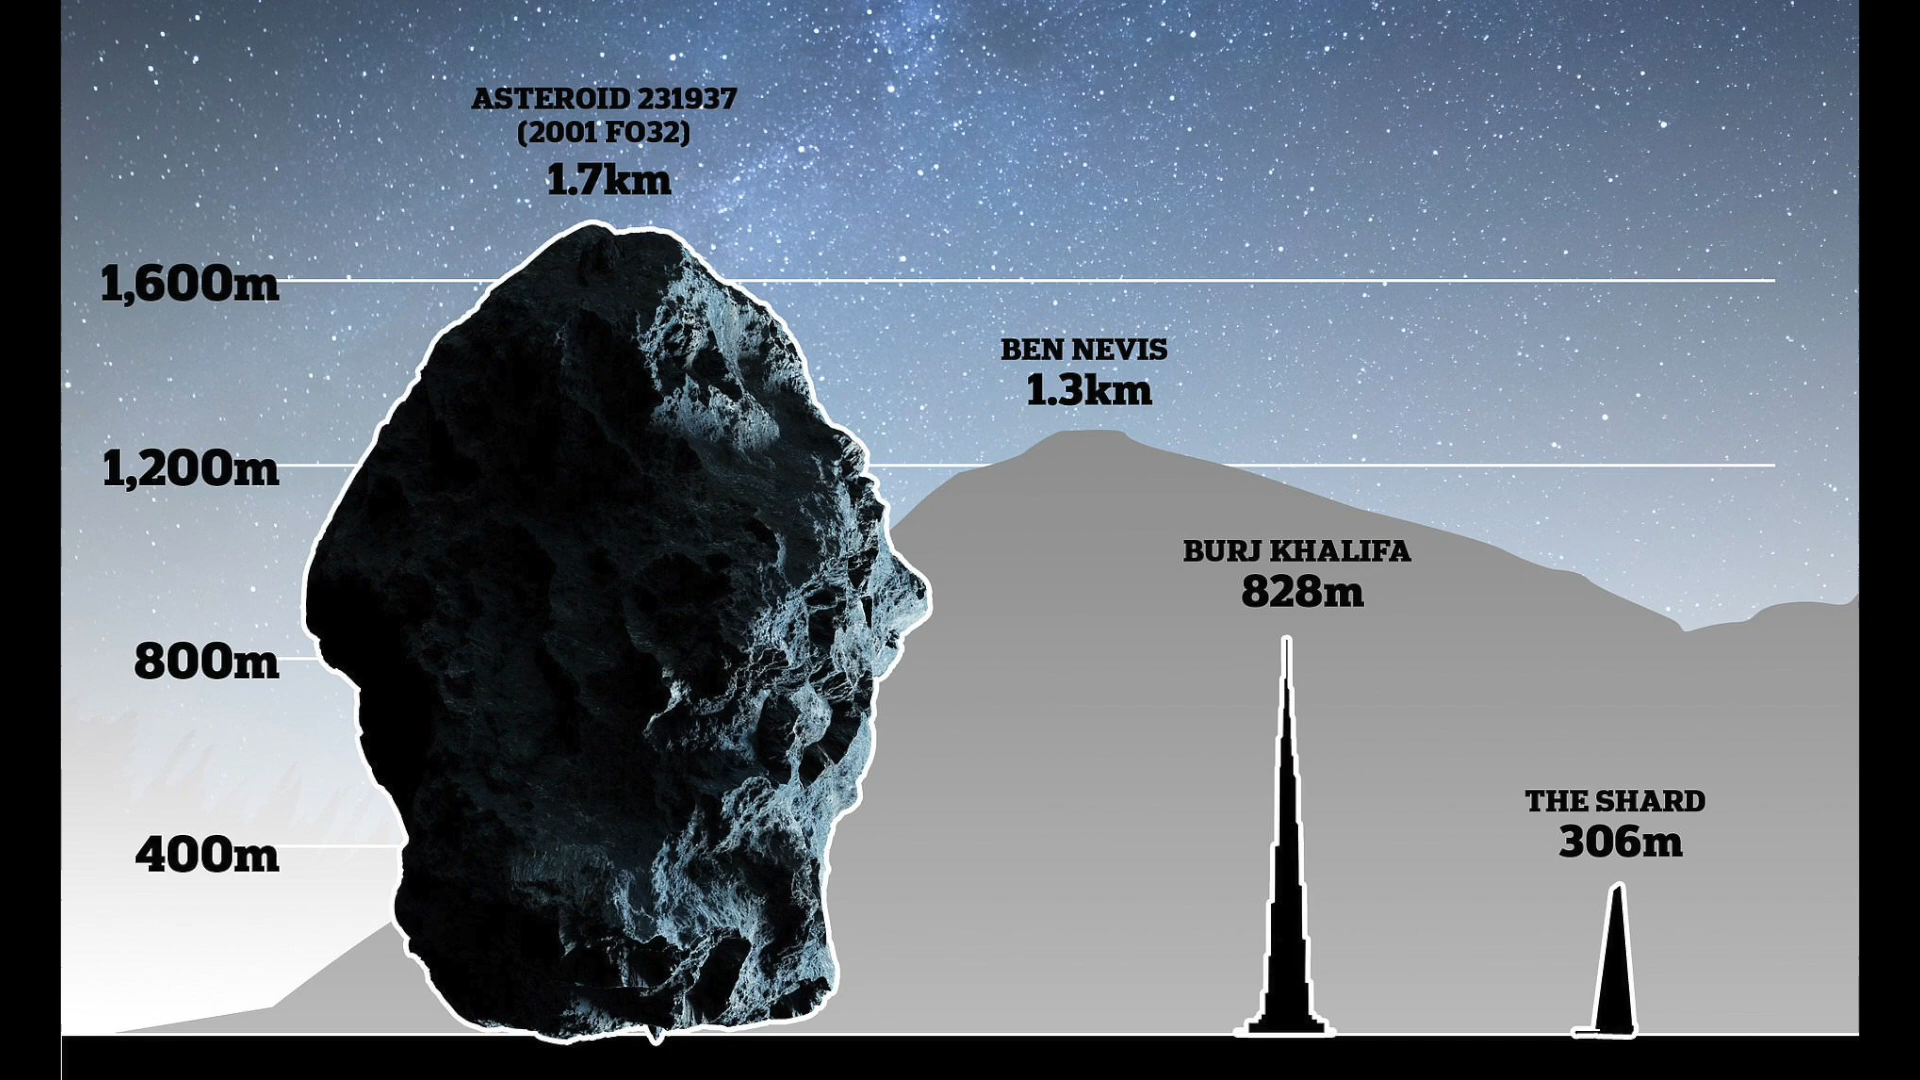 ASTEROID 231937
(2001 FO32)
1.7km
1,600m
BEN NEVIS
1.3km
1,200m
BURJ KHALIFA
828m
800m
THE SHARD
306m
400m